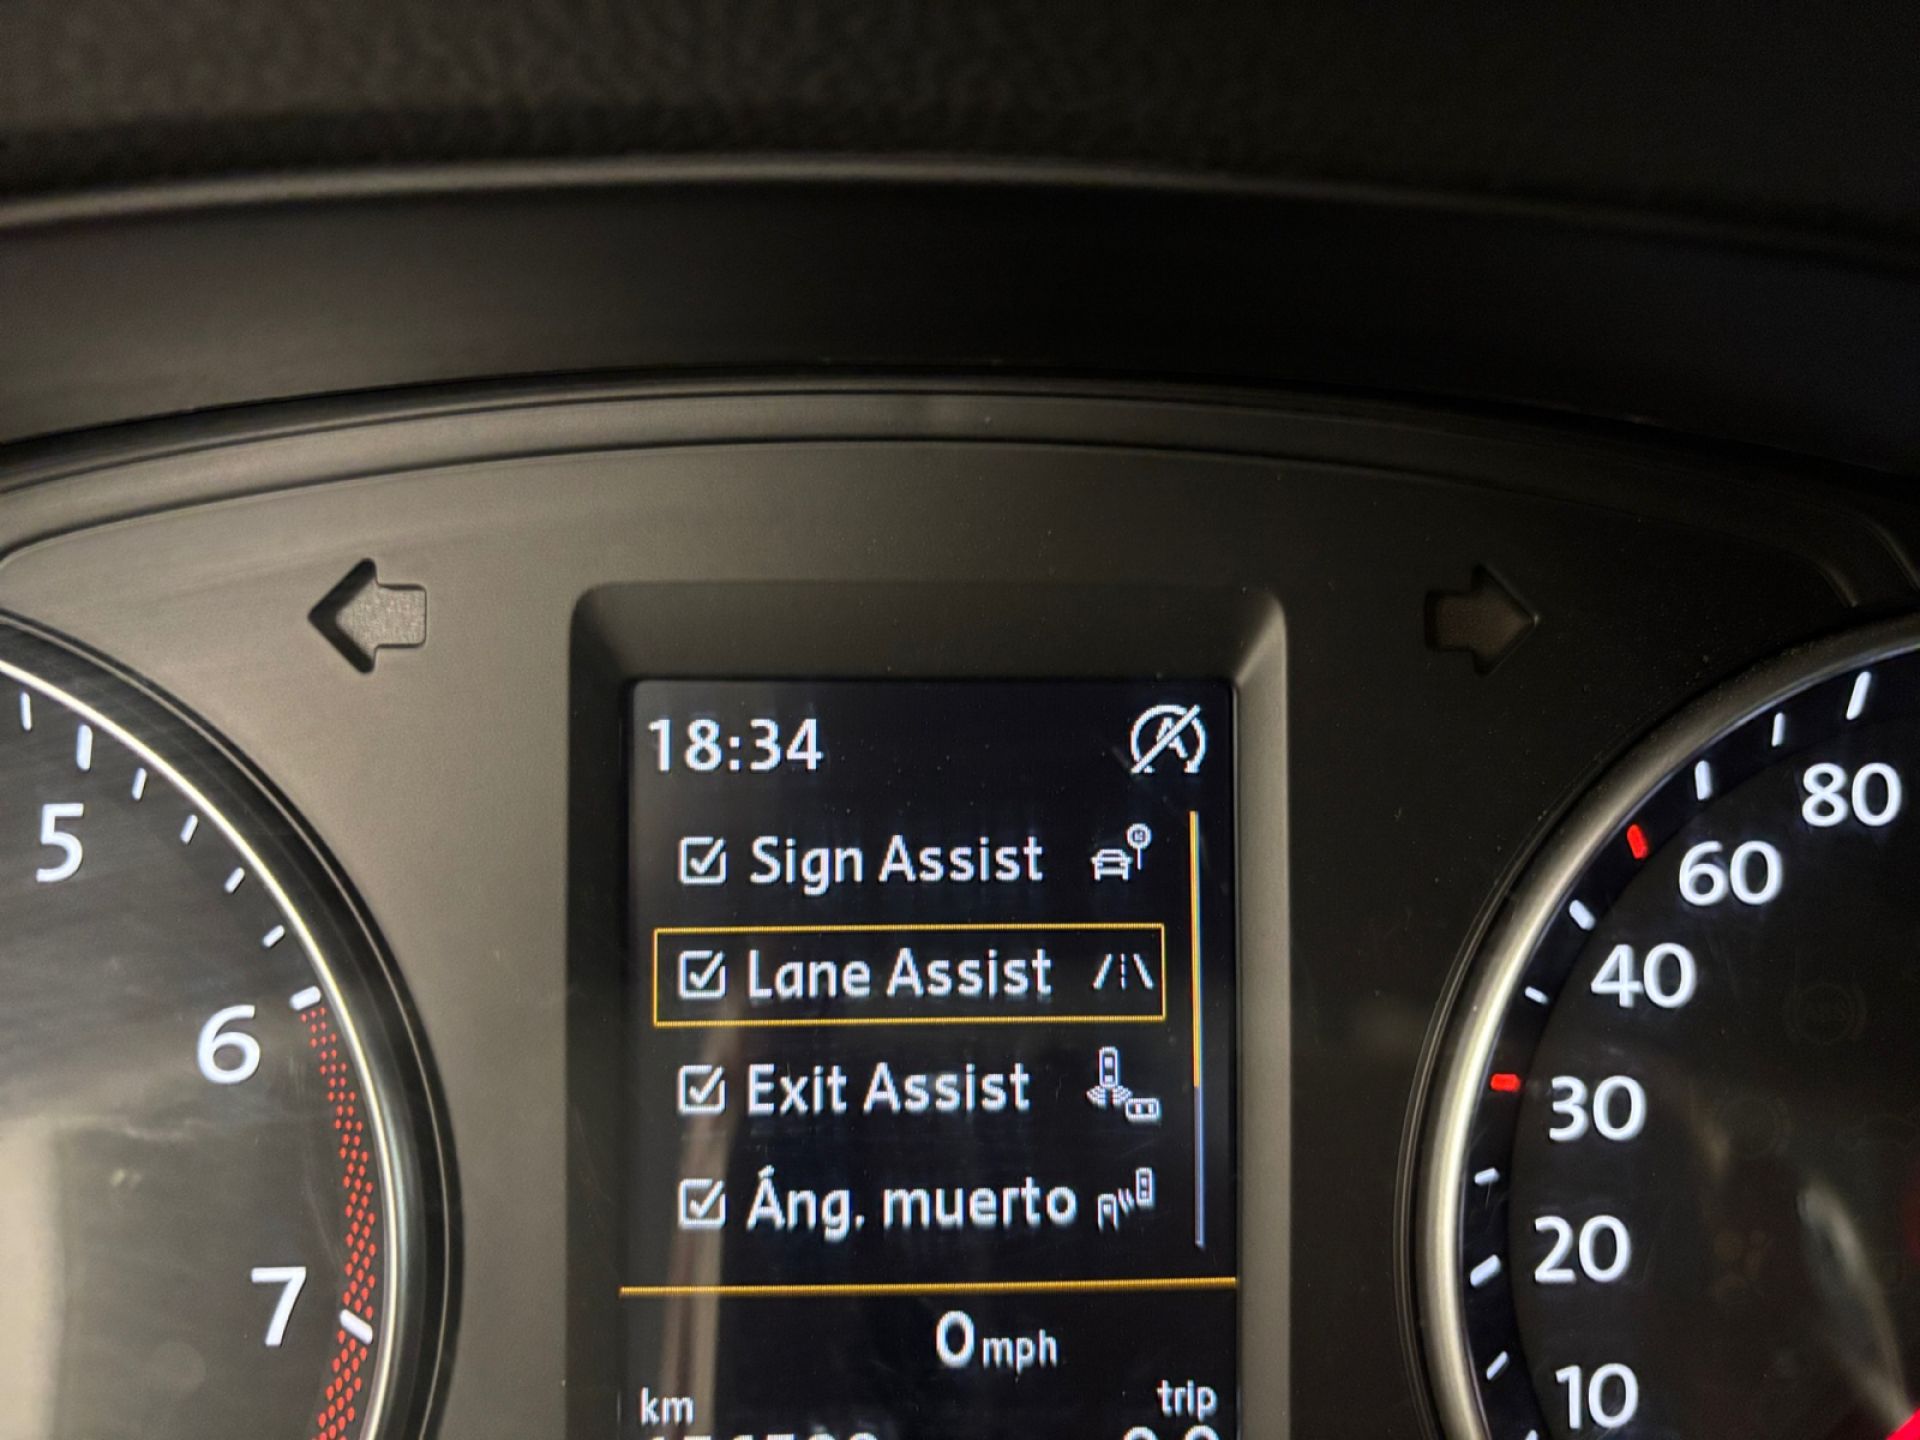 18:34
Sign Assist
Lane Assist
Exit Assist
Áng. muerto
0 mph
km
trip
5
6
7
80
60
40
30
20
10